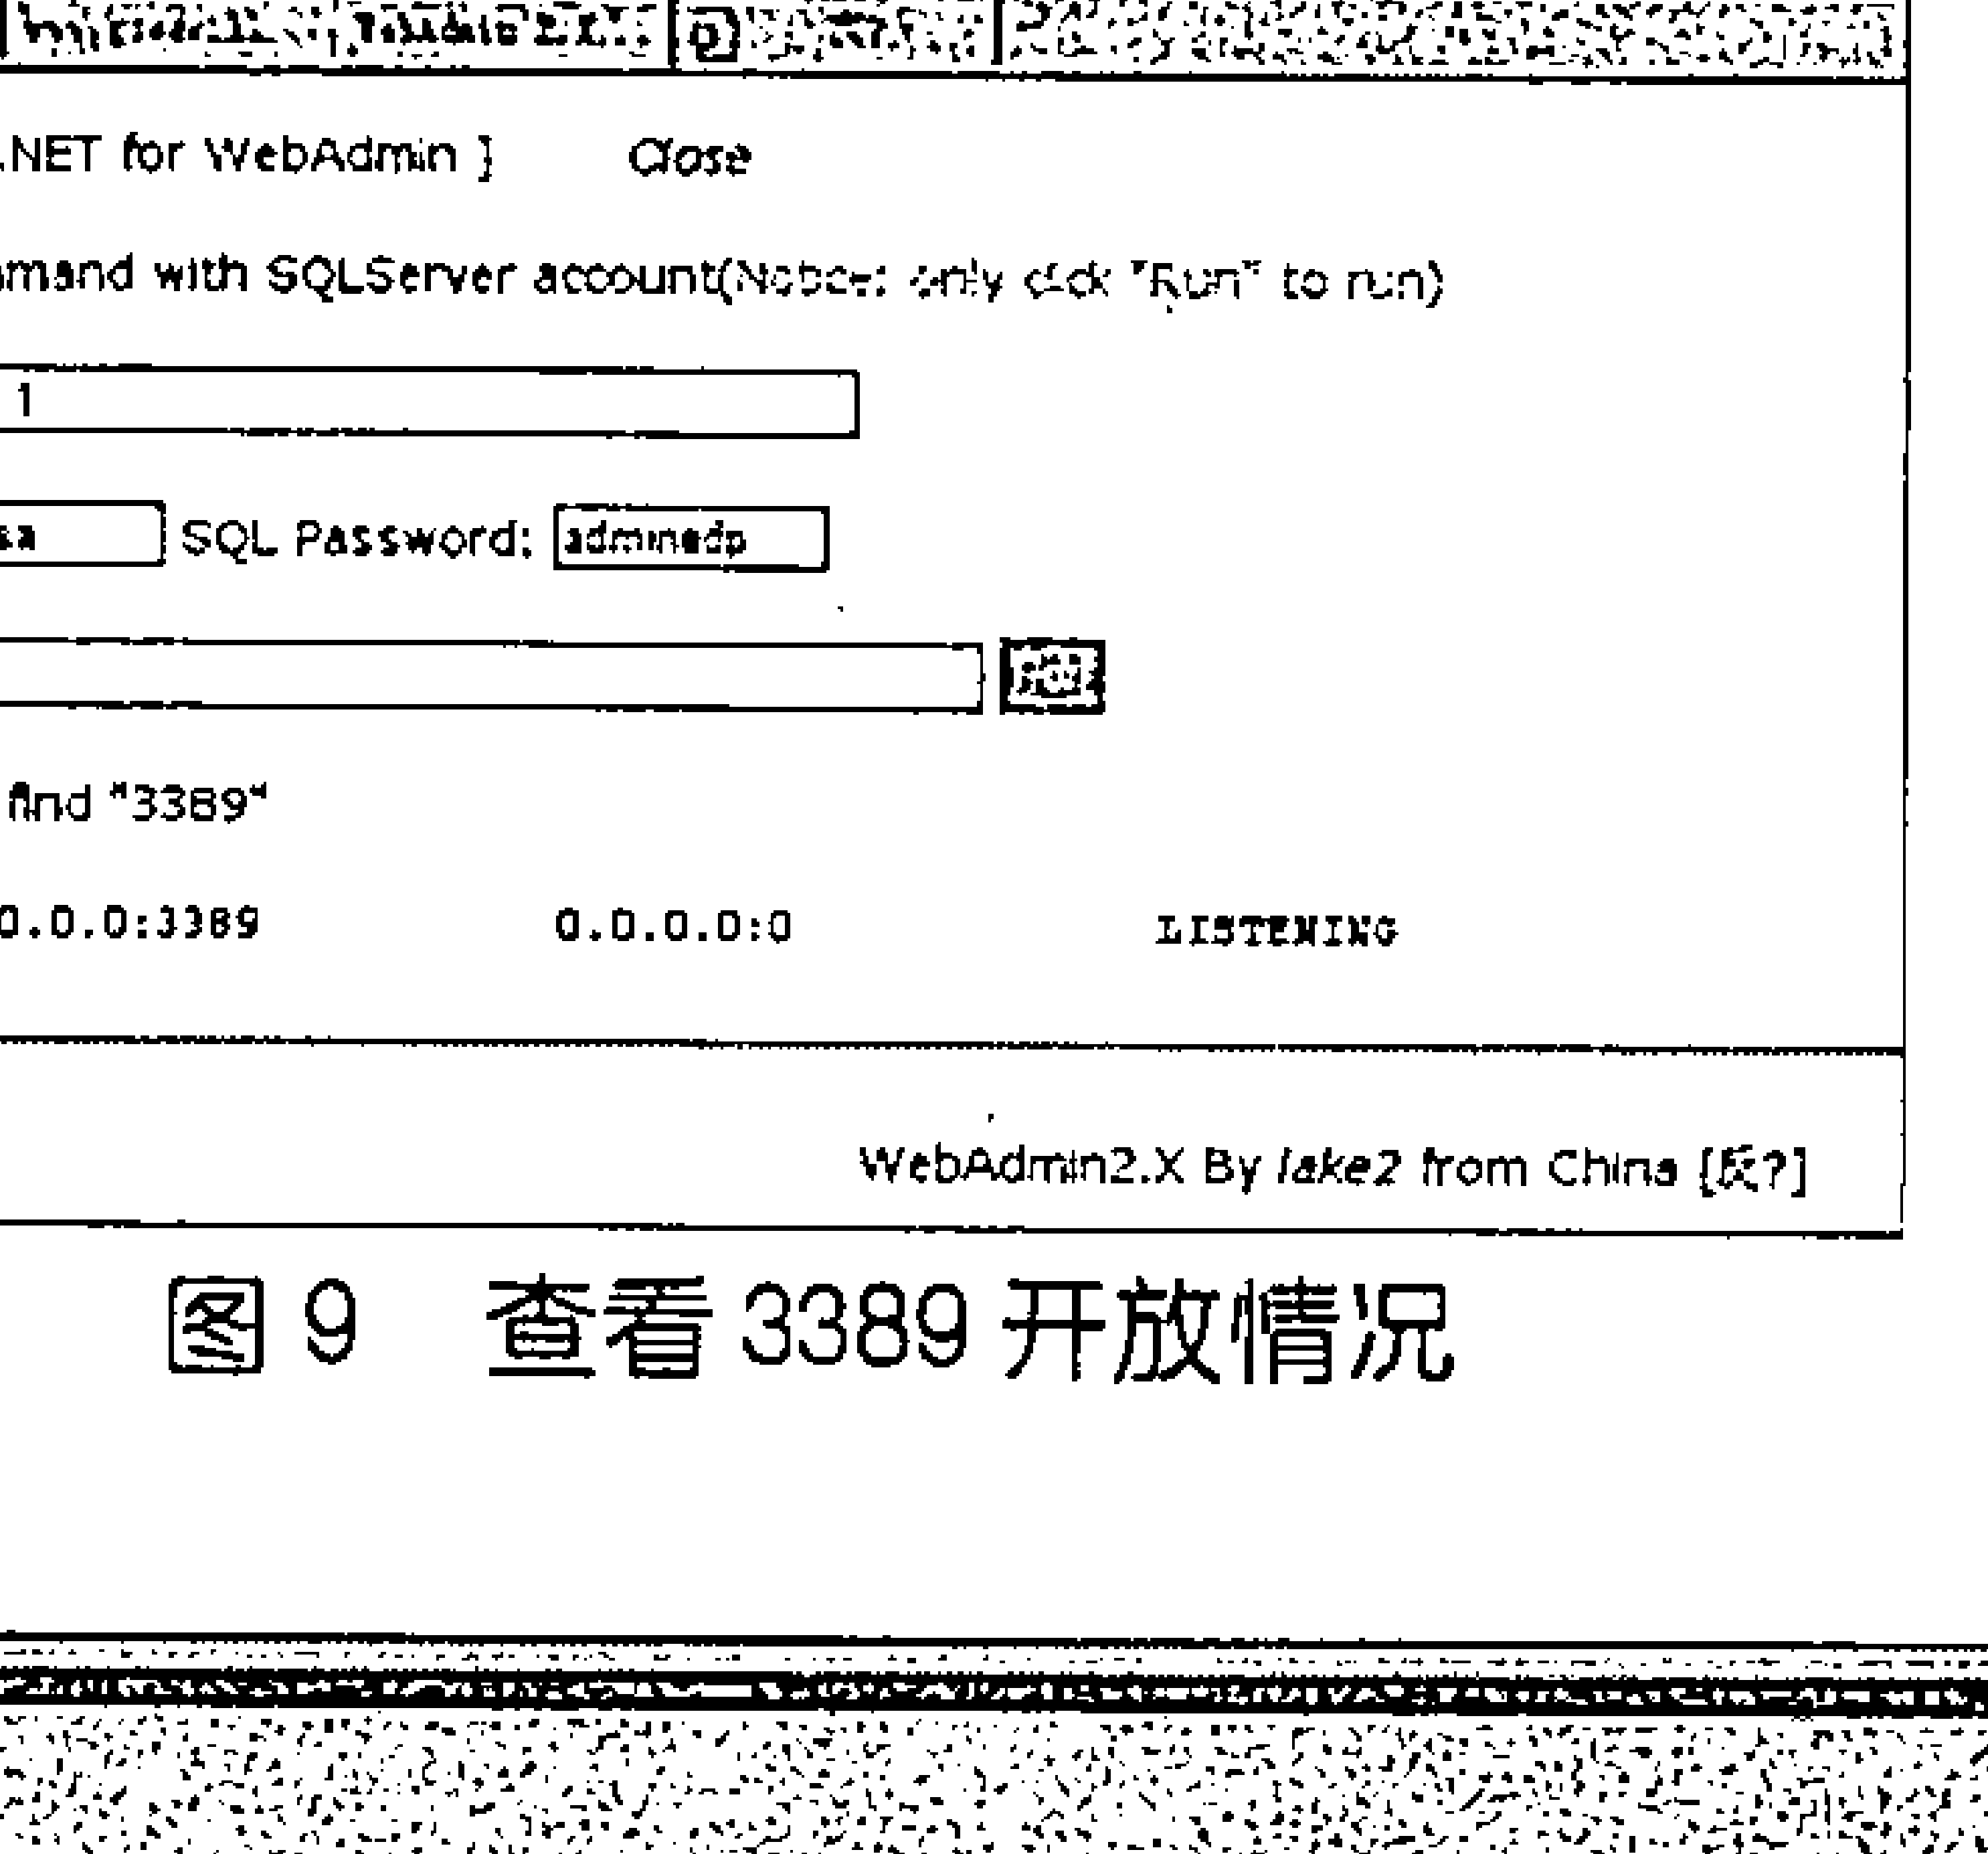 .NET for WebAdmin ] Close
mand with SQLServer account(Notice: only click "Run" to run)
1
sa SQL Password: adminedp
find "3389"
0.0.0:3389 0.0.0.0:0 LISTENING
WebAdmin2.X By lake2 from China [反?]
图 9 查看 3389 开放情况